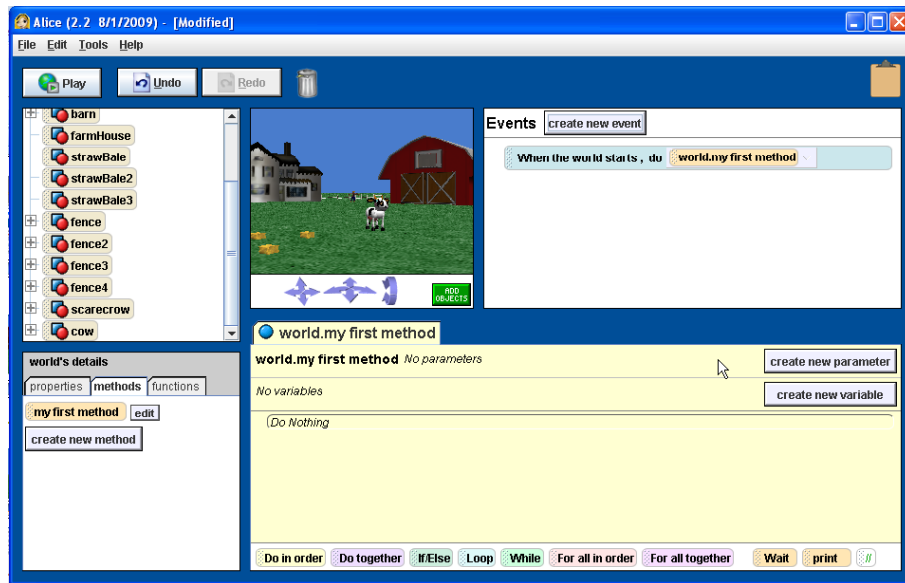 Alice (2.2 8/1/2009) - [Modified]
File Edit Tools Help
Play Undo Redo
barn
farmHouse
strawBale
strawBale2
strawBale3
fence
fence2
fence3
fence4
scarecrow
cow
ADD
OBJECTS
Events create new event
When the world starts, do world.my first method
world's details
properties methods functions
my first method edit
create new method
world.my first method
world.my first method No parameters create new parameter
No variables create new variable
(Do Nothing
Do in order Do together If/Else Loop While For all in order For all together Wait print //